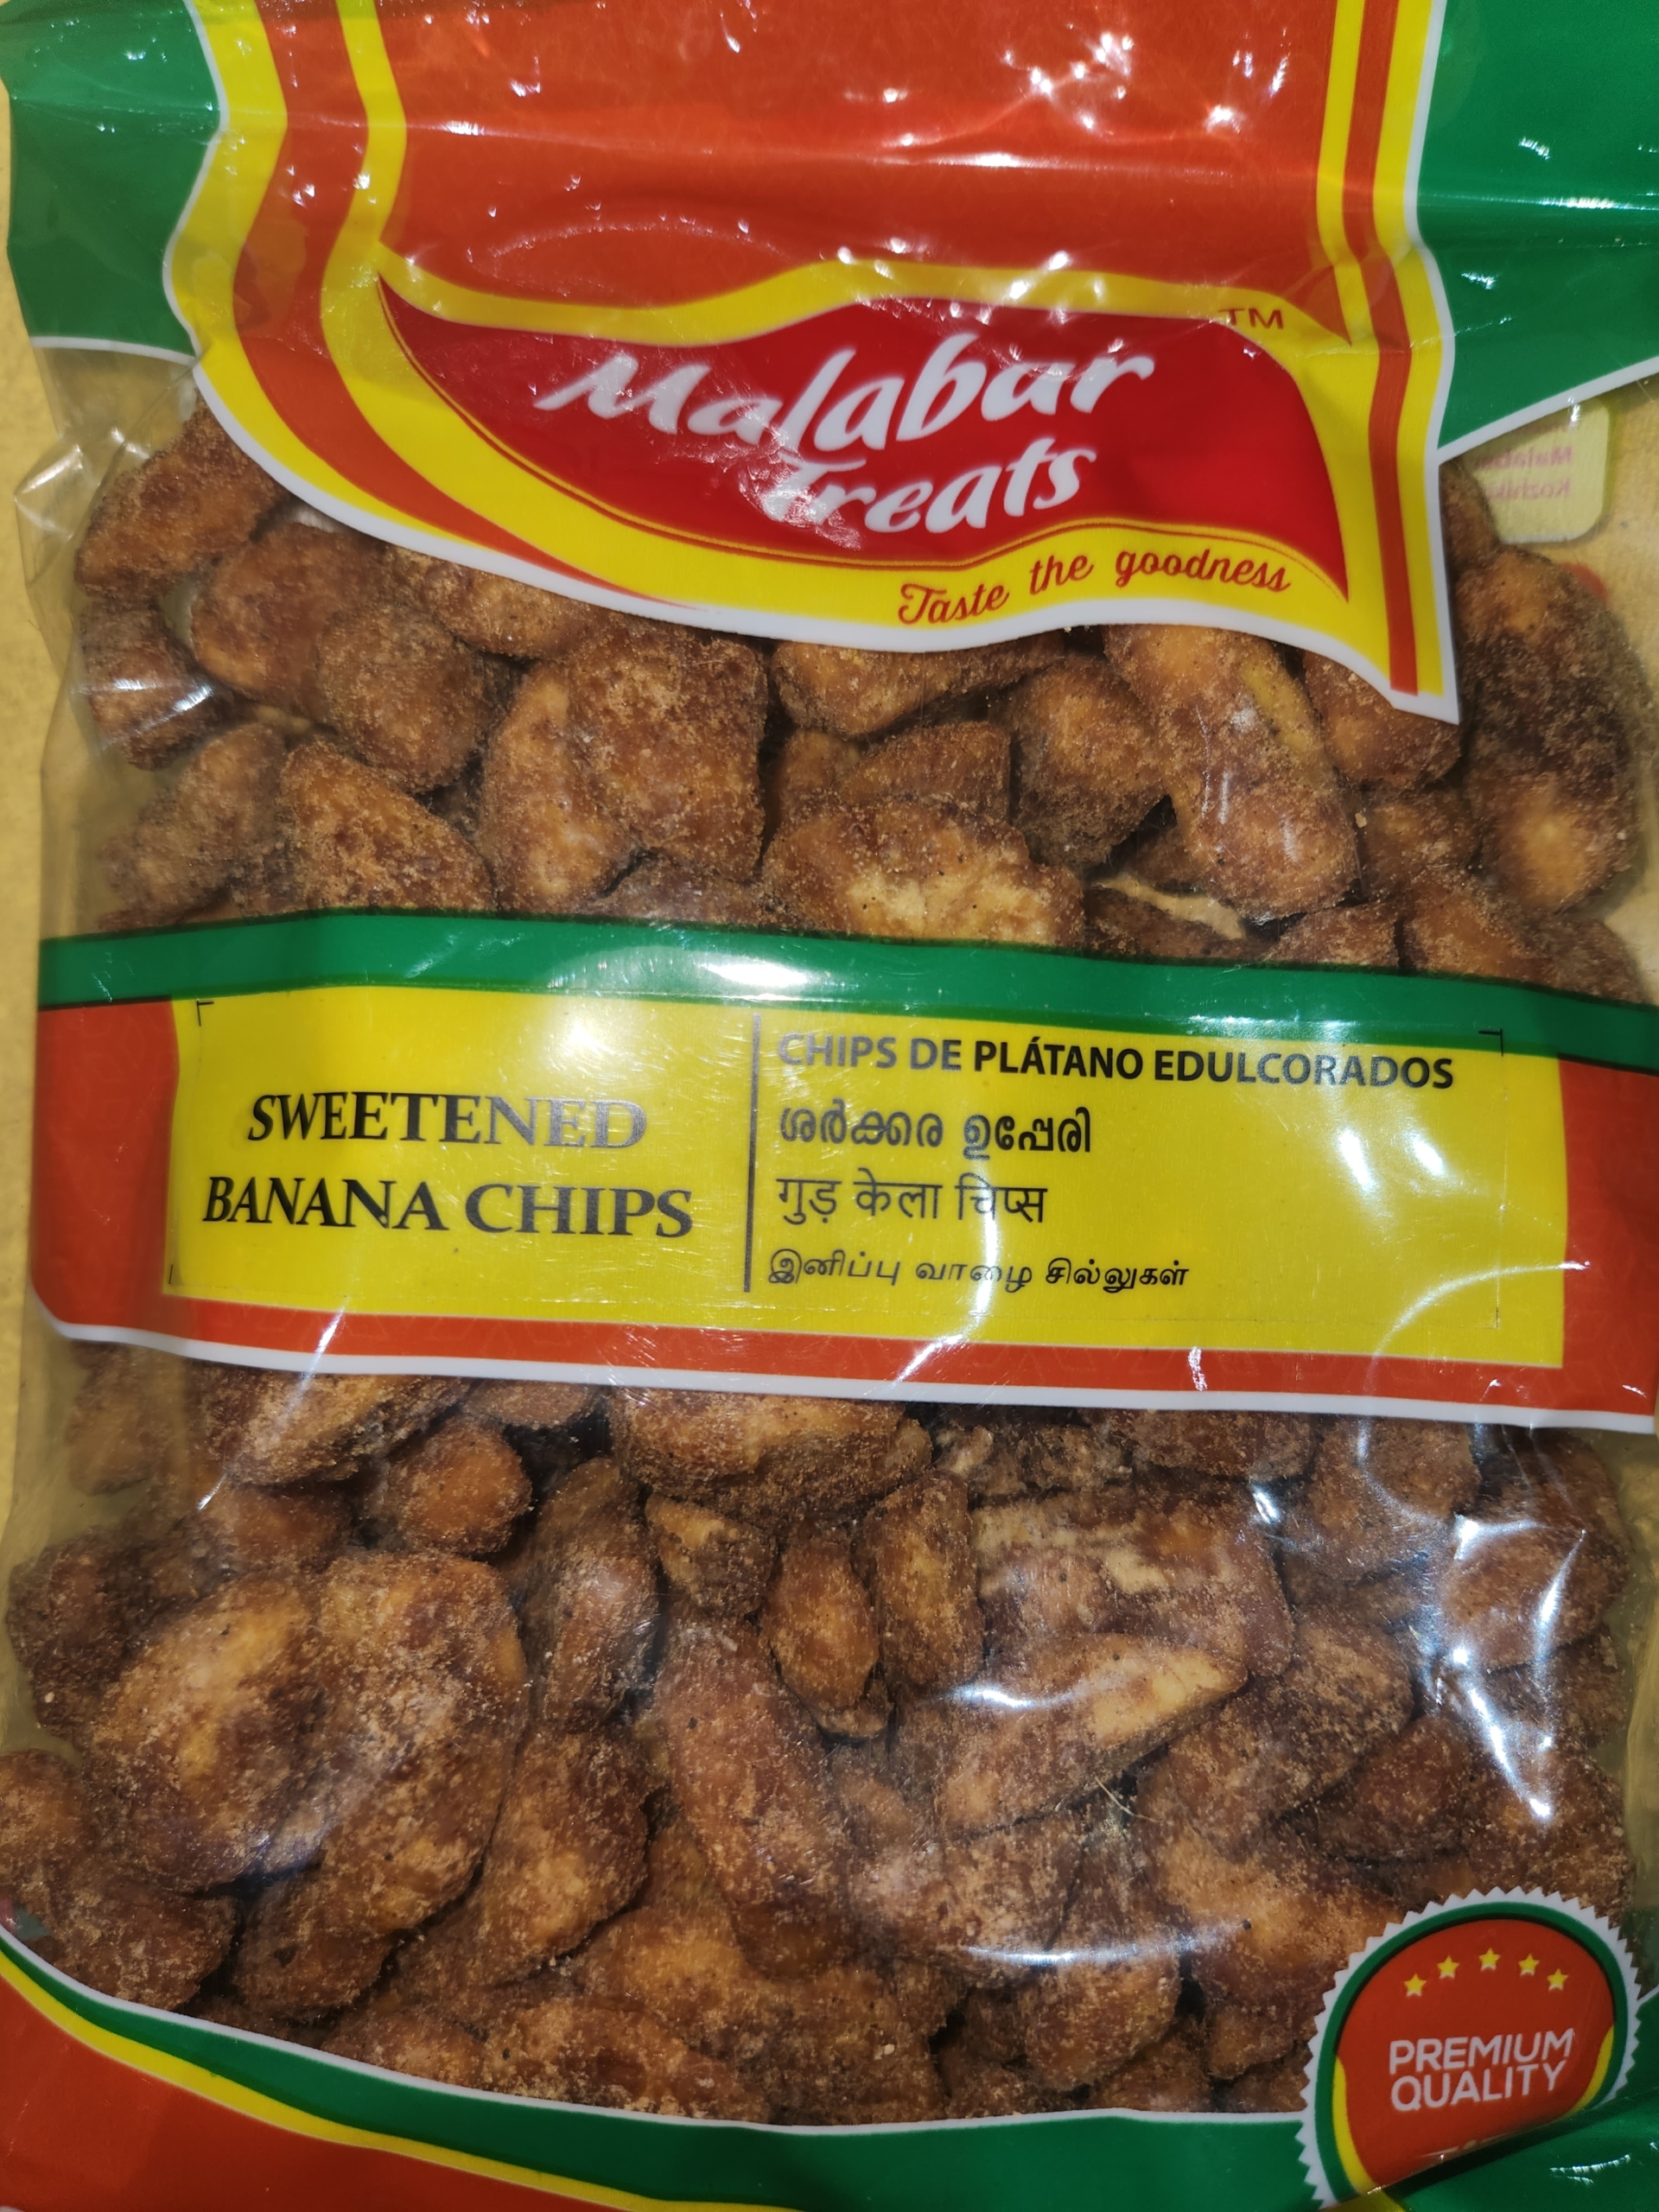 Malabar
Treats
TM
Taste the goodness
SWEETENED
BANANA CHIPS
CHIPS DE PLÁTANO EDULCORADOS
ശർക്കര ഉപ്പേരി
गुड़ केला चिप्स
இனிப்பு வாழை சில்லுகள்
PREMIUM
QUALITY